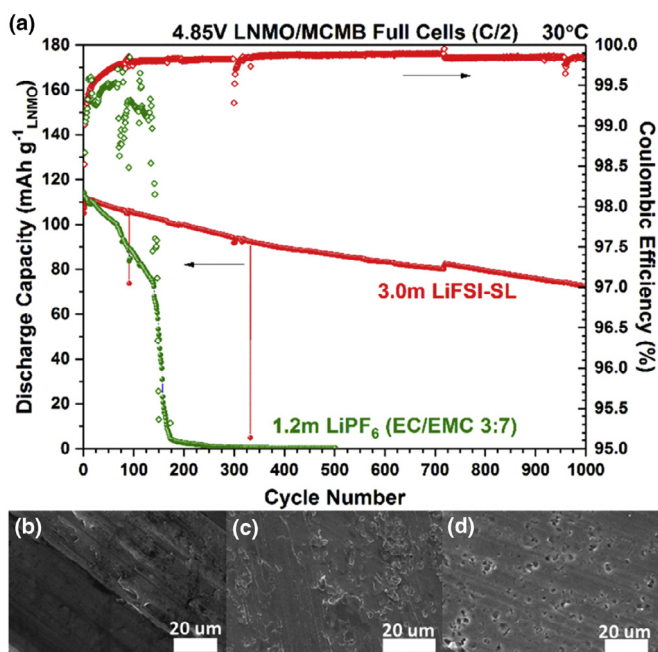 (a)
4.85V LNMO/MCMB Full Cells (C/2) 30°C
180
160
140
120
100
80
60
40
20
0
Discharge Capacity (mAh g⁻¹LNMO)
100.0
99.5
99.0
98.5
98.0
97.5
97.0
96.5
96.0
95.5
95.0
Coulombic Efficiency (%)
3.0m LiFSI-SL
1.2m LiPF₆ (EC/EMC 3:7)
0 100 200 300 400 500 600 700 800 900 1000
Cycle Number
(b) (c) (d)
20 um 20 um 20 um